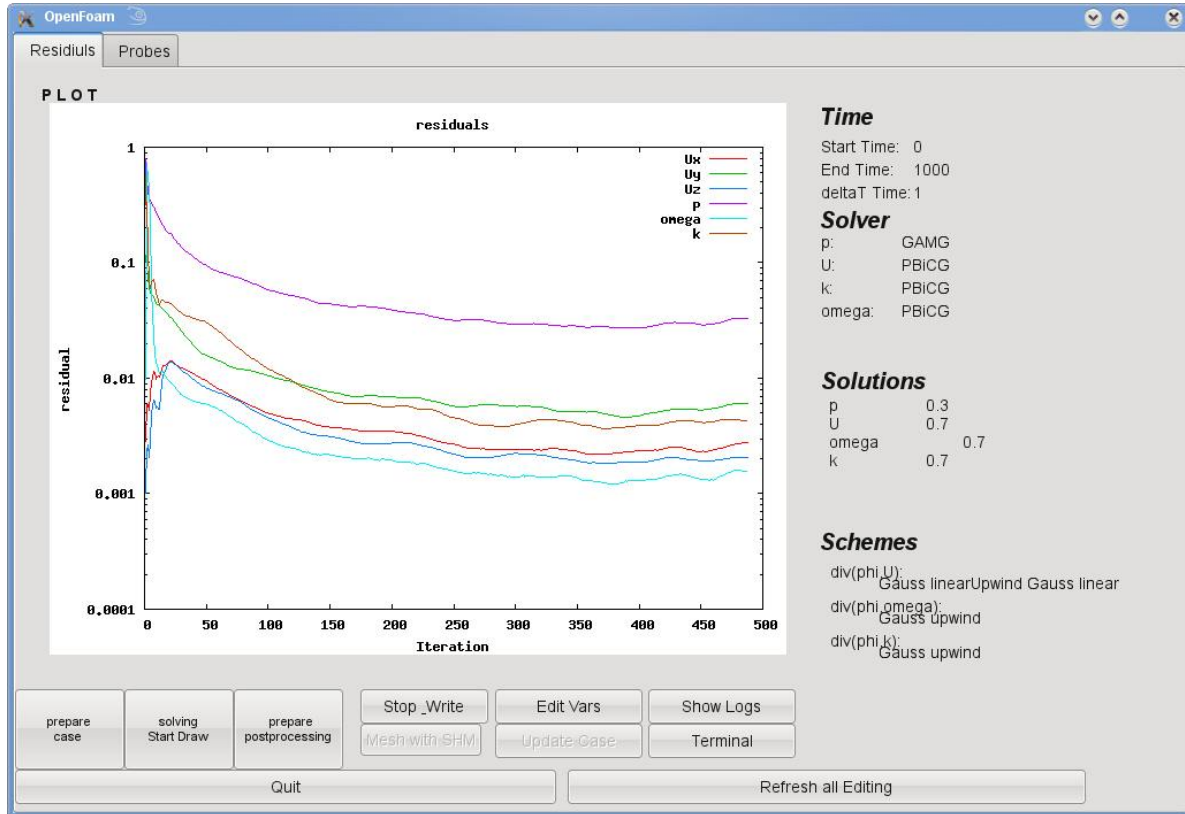 OpenFoam
Residiuls Probes
PLOT
residuals
1
0.1
0.01
0.001
0.0001
residual
Ux
Uy
Uz
p
omega
k
0 50 100 150 200 250 300 350 400 450 500
Iteration
Time
Start Time: 0
End Time: 1000
deltaT Time: 1
Solver
p: GAMG
U: PBiCG
k: PBiCG
omega: PBiCG
Solutions
p 0.3
U 0.7
omega 0.7
k 0.7
Schemes
div(phi,U):
Gauss linearUpwind Gauss linear
div(phi,omega):
Gauss upwind
div(phi,k):
Gauss upwind
prepare
case
solving
Start Draw
prepare
postprocessing
Stop _Write Edit Vars Show Logs
Mesh with SHM Update Case Terminal
Quit Refresh all Editing